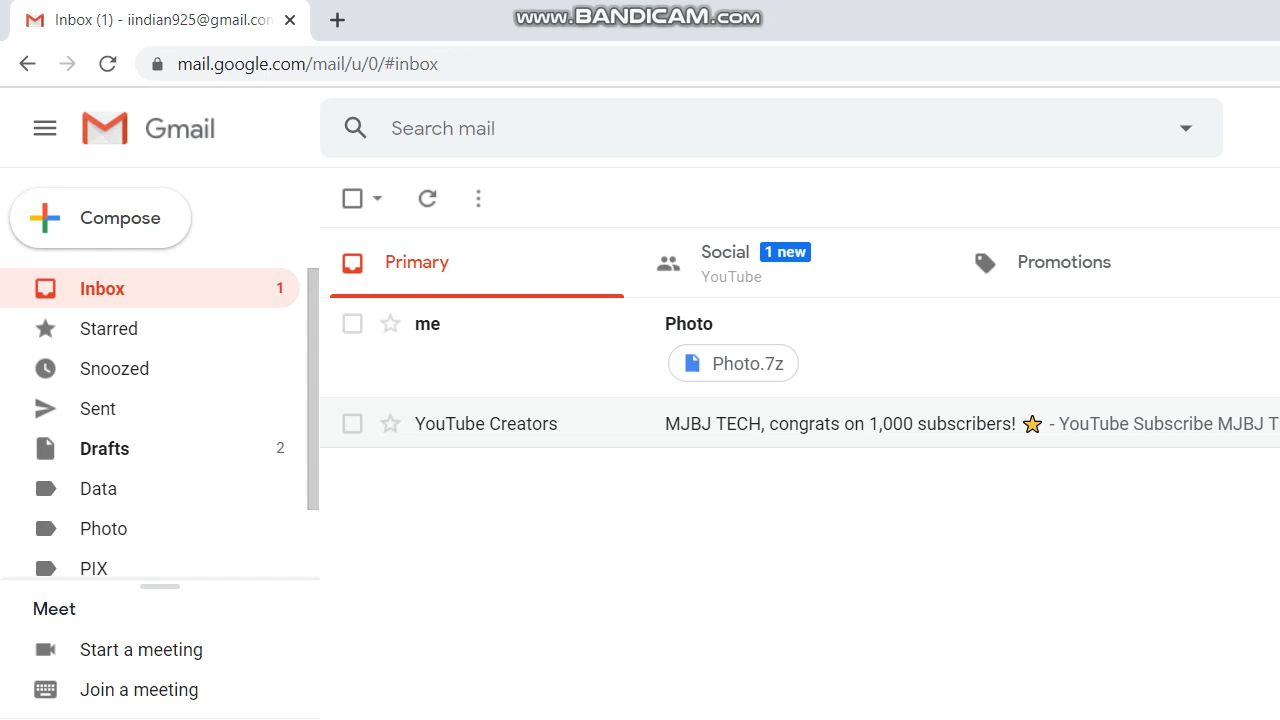 Inbox (1) - iindian925@gmail.con
www.BANDICAM.com
mail.google.com/mail/u/0/#inbox
Gmail
Search mail
Compose
Primary
Social 1 new
YouTube
Promotions
Inbox 1
Starred
Snoozed
Sent
Drafts 2
Data
Photo
PIX
me Photo
Photo.7z
YouTube Creators MJBJ TECH, congrats on 1,000 subscribers! ⭐ - YouTube Subscribe MJBJ T
Meet
Start a meeting
Join a meeting